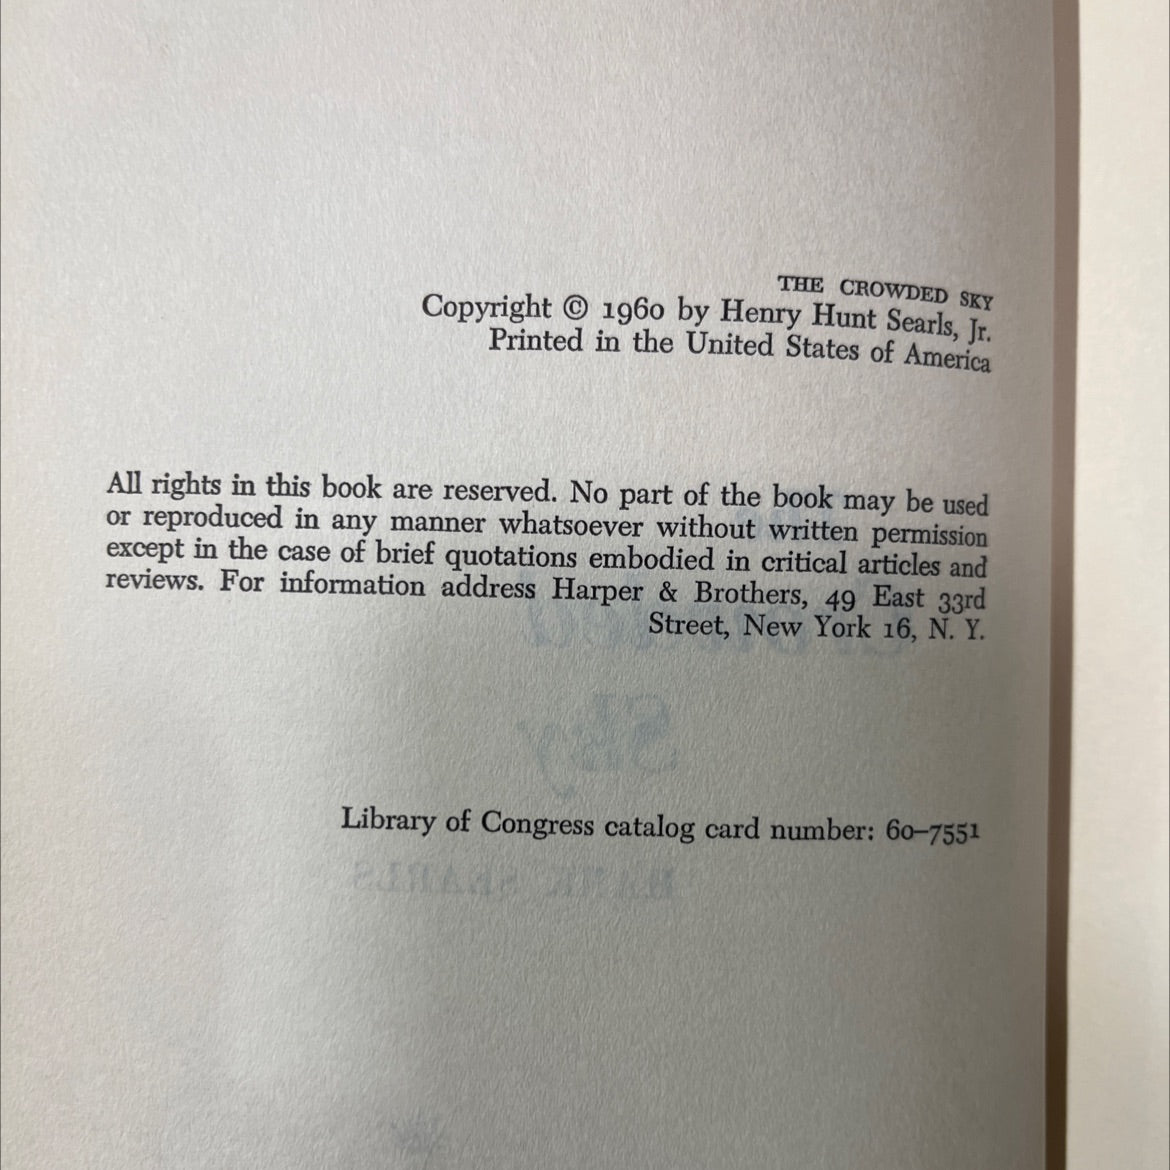 THE CROWDED SKY
Copyright © 1960 by Henry Hunt Searls, Jr.
Printed in the United States of America
All rights in this book are reserved. No part of the book may be used
or reproduced in any manner whatsoever without written permission
except in the case of brief quotations embodied in critical articles and
reviews. For information address Harper & Brothers, 49 East 33rd
Street, New York 16, N. Y.
Sky
Library of Congress catalog card number: 60–7551
HANK SEARLS